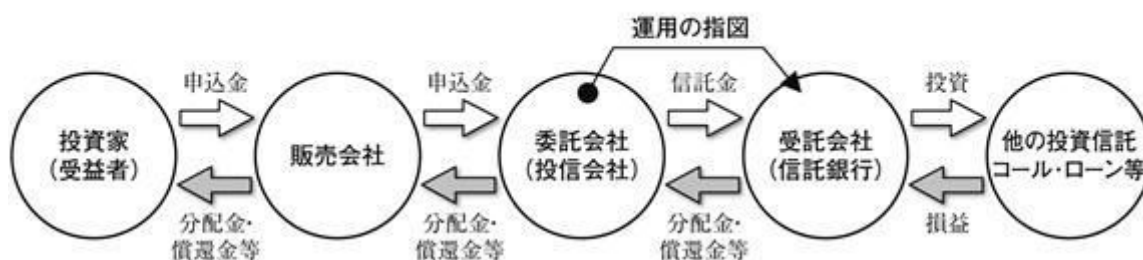 運用の指図
申込金
申込金
信託金
投資
投資家
(受益者)
販売会社
委託会社
(投信会社)
受託会社
(信託銀行)
他の投資信託
コール・ローン等
分配金・
償還金等
分配金・
償還金等
分配金・
償還金等
損益